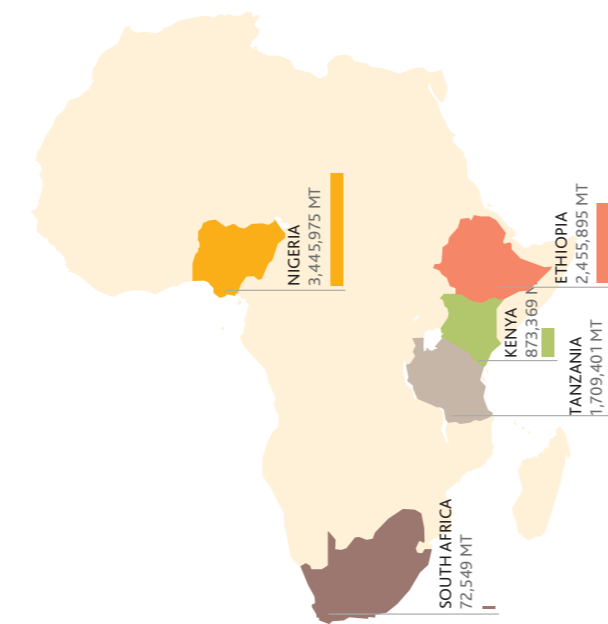 NIGERIA
3,445,975 MT
ETHIOPIA
2,455,895 MT
KENYA
873,369
TANZANIA
1,709,401 MT
SOUTH AFRICA
72,549 MT